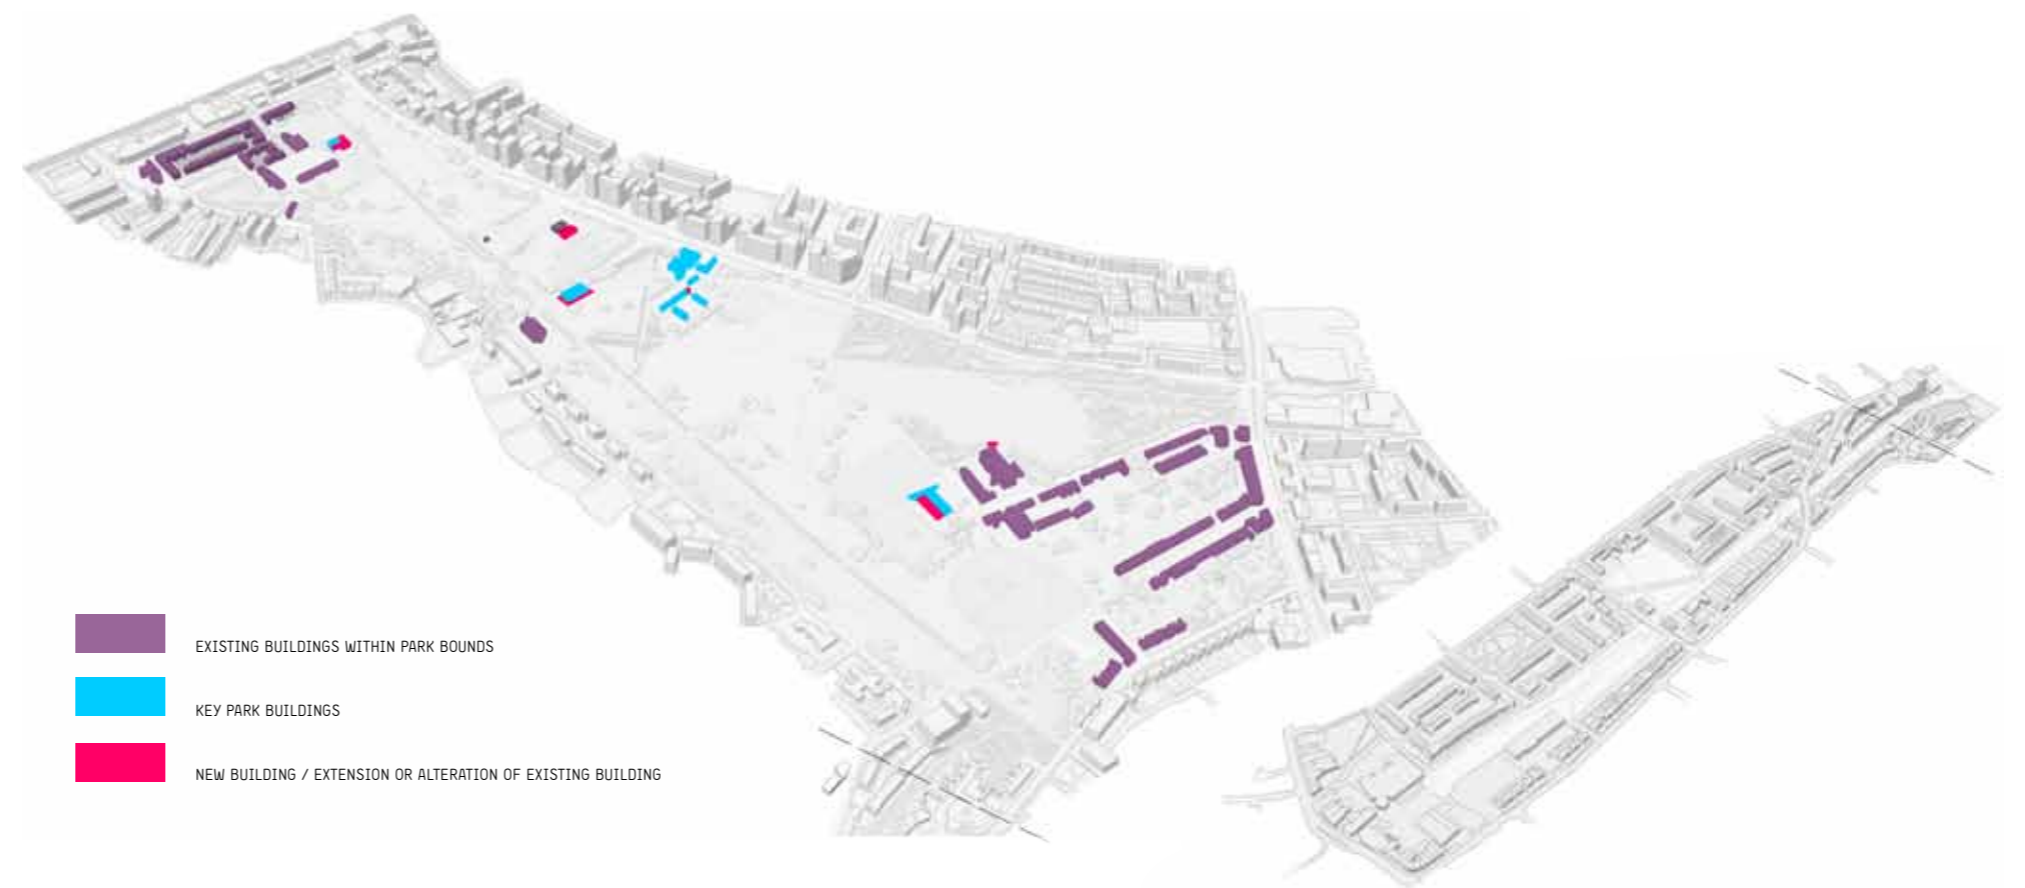 EXISTING BUILDINGS WITHIN PARK BOUNDS
KEY PARK BUILDINGS
NEW BUILDING / EXTENSION OR ALTERATION OF EXISTING BUILDING